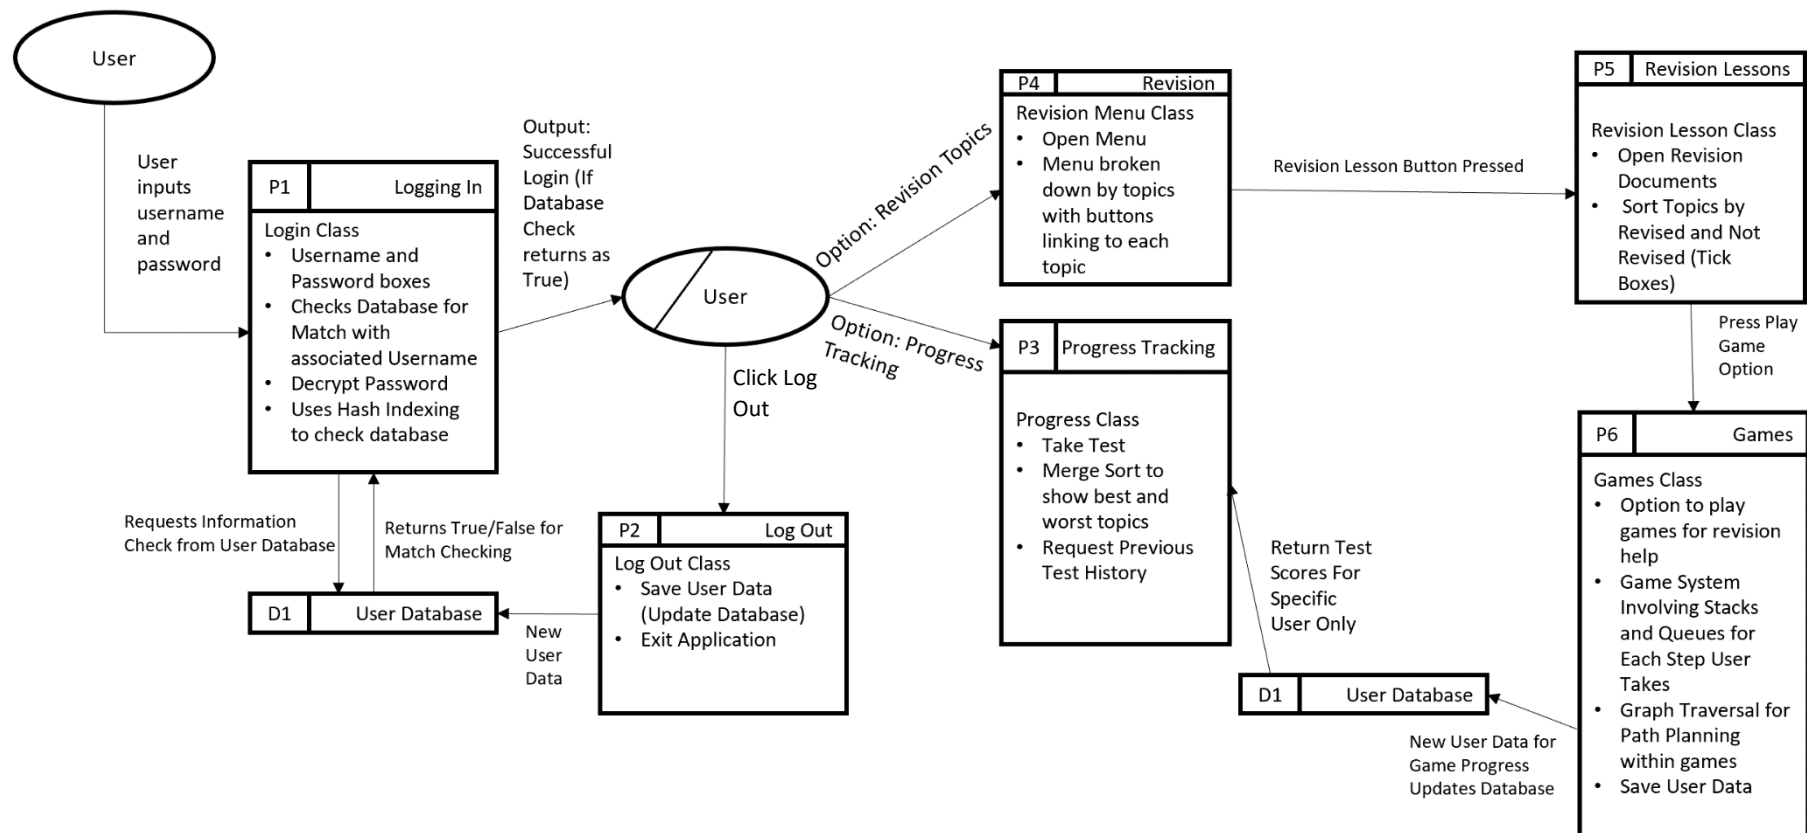 User
User
inputs
username
and
password
P1
Logging In
Login Class
• Username and
Password boxes
• Checks Database for
Match with
associated Username
• Decrypt Password
• Uses Hash Indexing
to check database
Requests Information
Check from User Database
Returns True/False for
Match Checking
D1
User Database
Output:
Successful
Login (If
Database
Check
returns as
True)
User
Click Log
Out
P2
Log Out
Log Out Class
• Save User Data
(Update Database)
• Exit Application
New
User
Data
Option: Revision Topics
Option: Progress
Tracking
P4
Revision
Revision Menu Class
• Open Menu
• Menu broken
down by topics
with buttons
linking to each
topic
P3
Progress Tracking
Progress Class
• Take Test
• Merge Sort to
show best and
worst topics
• Request Previous
Test History
Revision Lesson Button Pressed
P5
Revision Lessons
Revision Lesson Class
• Open Revision
Documents
• Sort Topics by
Revised and Not
Revised (Tick
Boxes)
Press Play
Game
Option
P6
Games
Games Class
• Option to play
games for revision
help
• Game System
Involving Stacks
and Queues for
Each Step User
Takes
• Graph Traversal for
Path Planning
within games
• Save User Data
Return Test
Scores For
Specific
User Only
D1
User Database
New User Data for
Game Progress
Updates Database